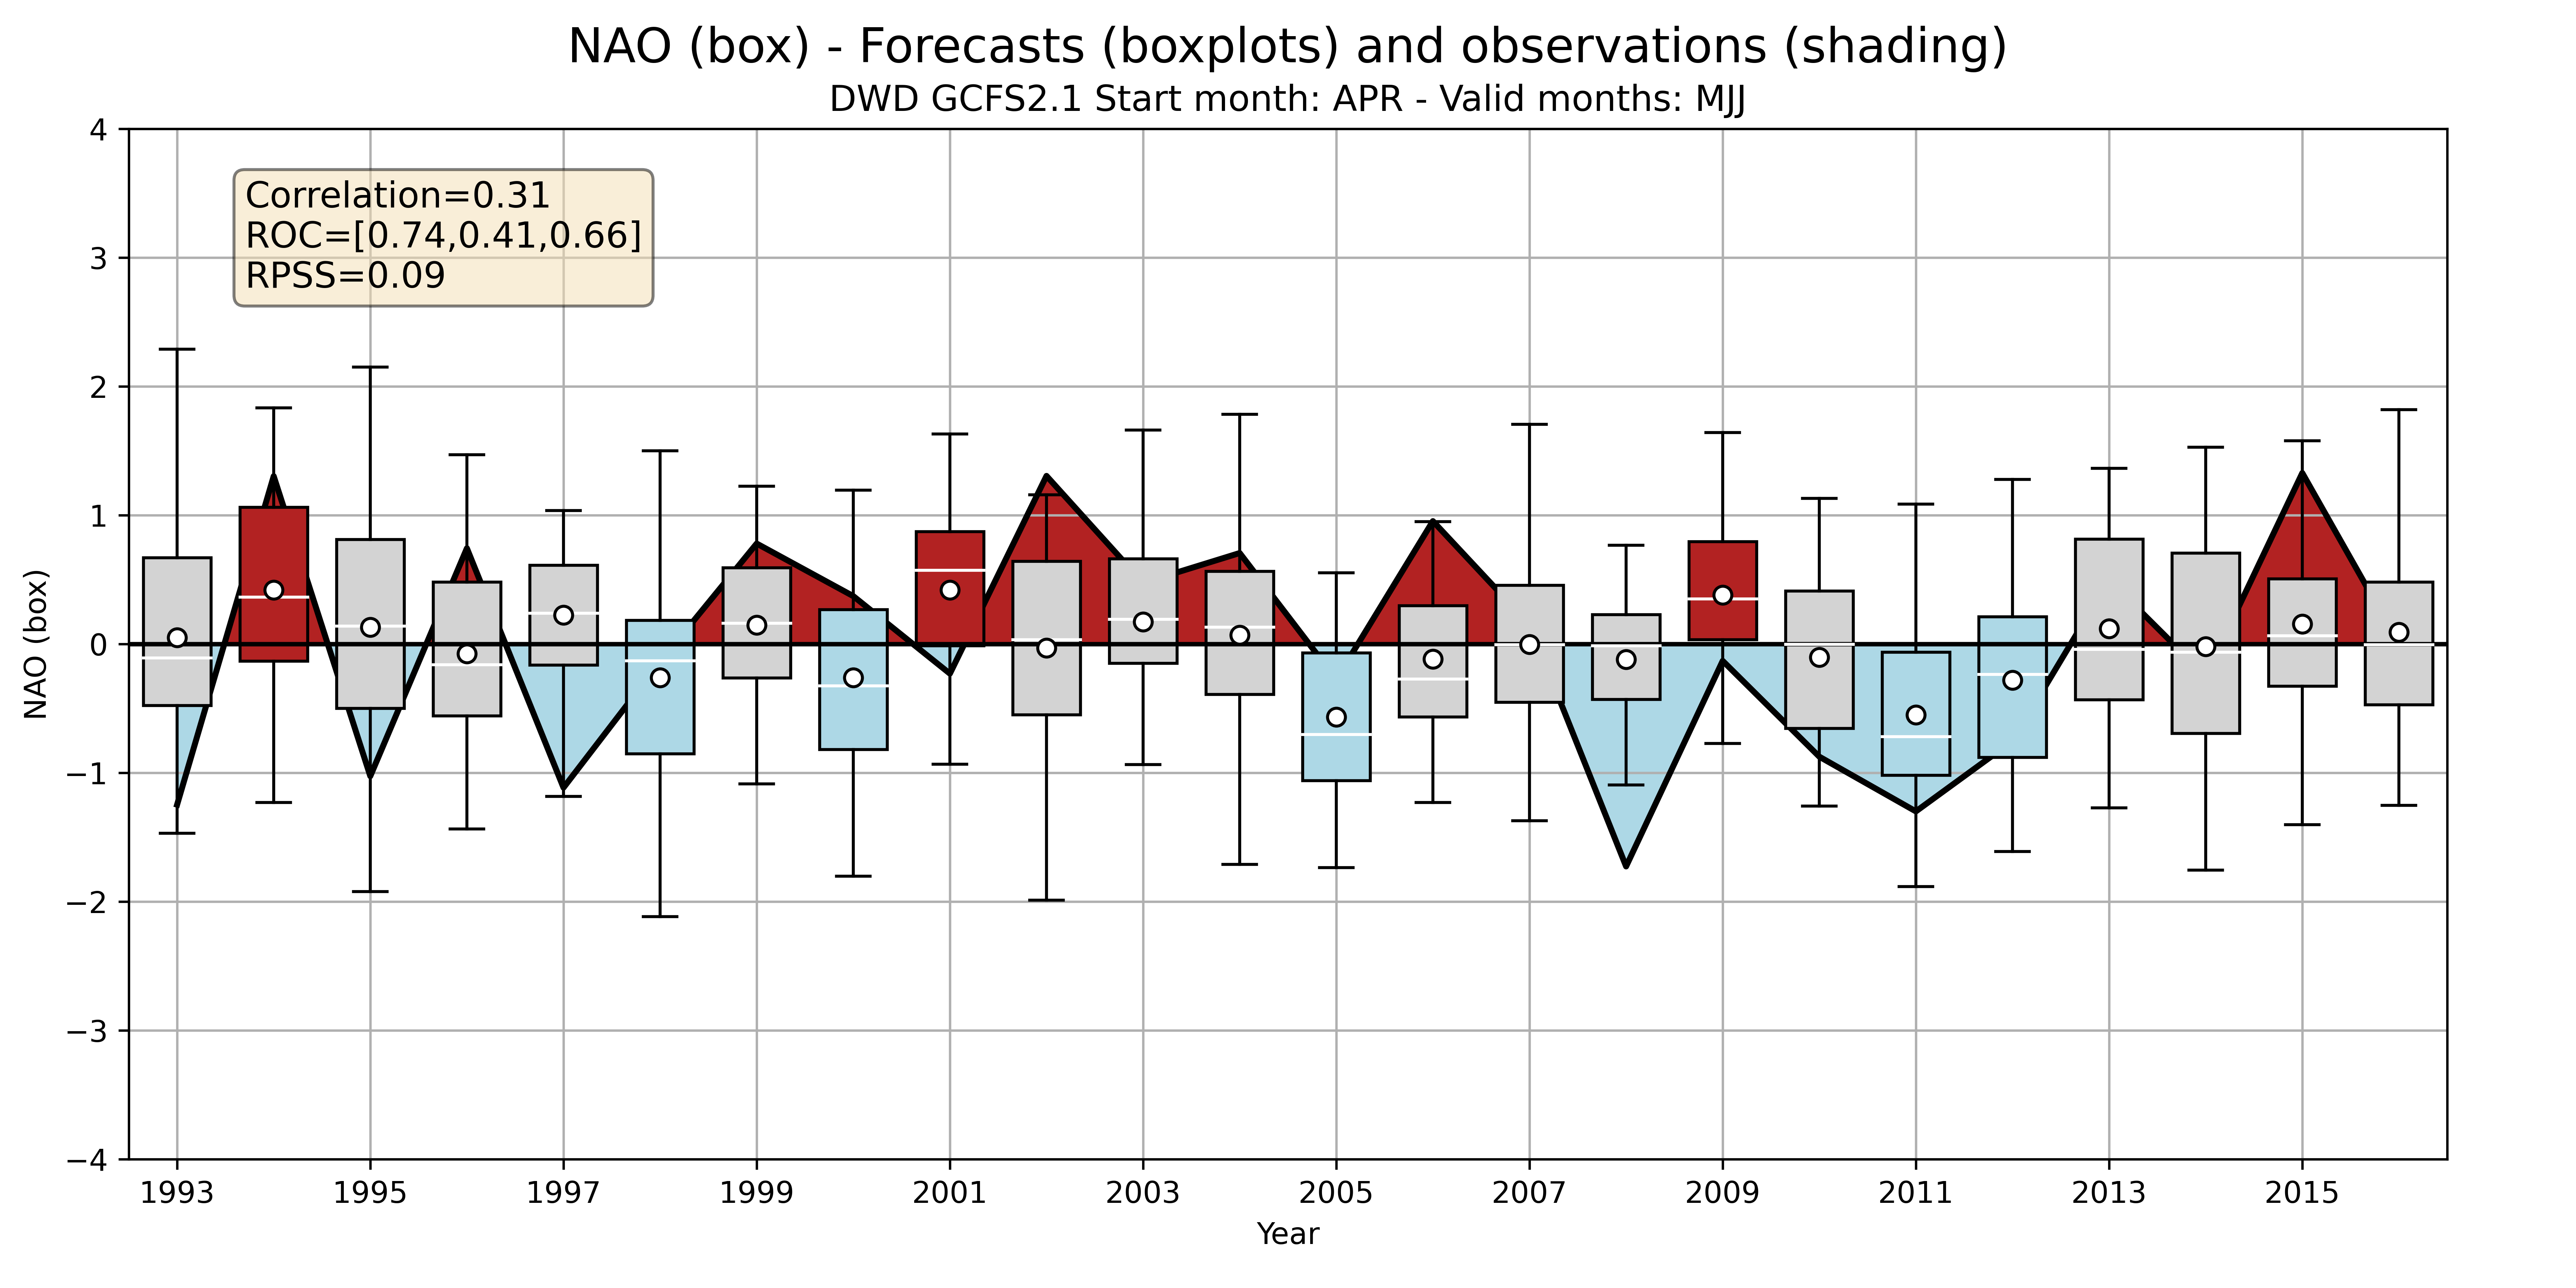 NAO (box) - Forecasts (boxplots) and observations (shading)
DWD GCFS2.1 Start month: APR - Valid months: MJJ
Correlation=0.31
ROC=[0.74,0.41,0.66]
RPSS=0.09
NAO (box)
4
3
2
1
0
−1
−2
−3
−4
1993 1995 1997 1999 2001 2003 2005 2007 2009 2011 2013 2015
Year